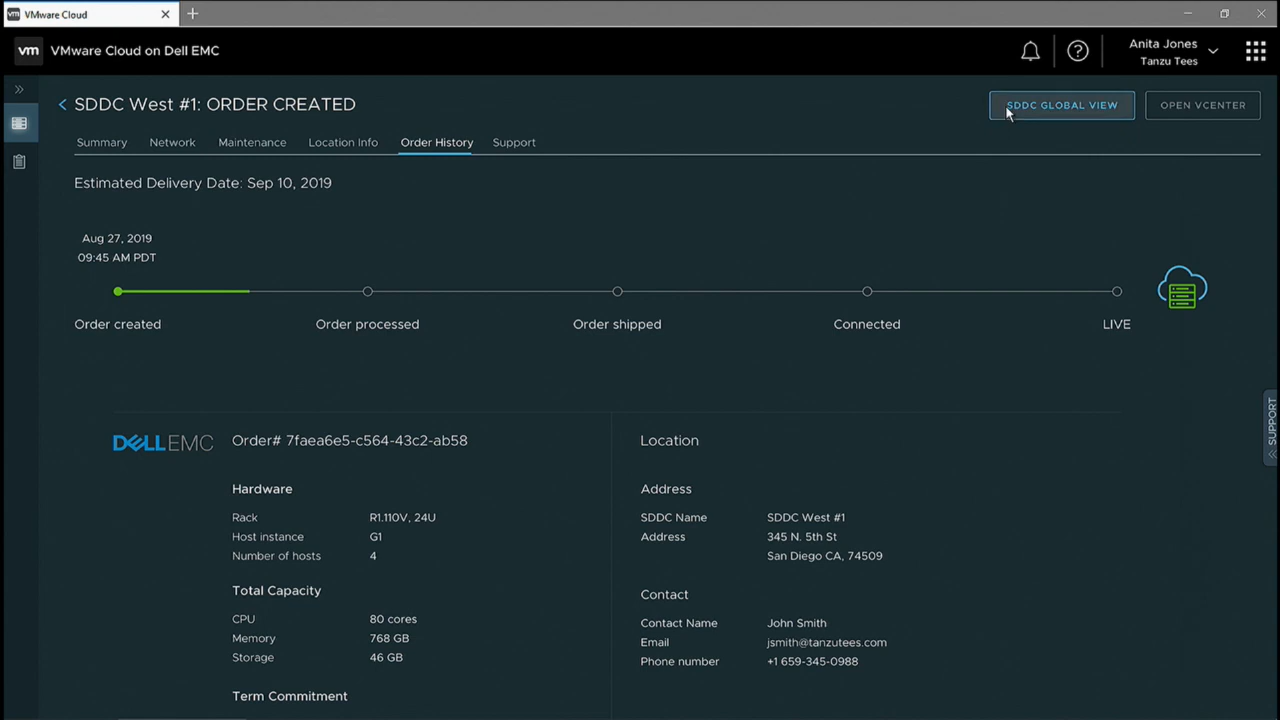 VMware Cloud
vm VMware Cloud on Dell EMC
Anita Jones
Tanzu Tees
SDDC West #1: ORDER CREATED
SDDC GLOBAL VIEW
OPEN VCENTER
Summary Network Maintenance Location Info Order History Support
Estimated Delivery Date: Sep 10, 2019
Aug 27, 2019
09:45 AM PDT
Order created Order processed Order shipped Connected LIVE
SUPPORT
DELLEMC Order# 7faea6e5-c564-43c2-ab58
Hardware
Rack R1.110V, 24U
Host instance G1
Number of hosts 4
Total Capacity
CPU 80 cores
Memory 768 GB
Storage 46 GB
Term Commitment
Location
Address
SDDC Name SDDC West #1
Address 345 N. 5th St
San Diego CA, 74509
Contact
Contact Name John Smith
Email jsmith@tanzutees.com
Phone number +1 659-345-0988